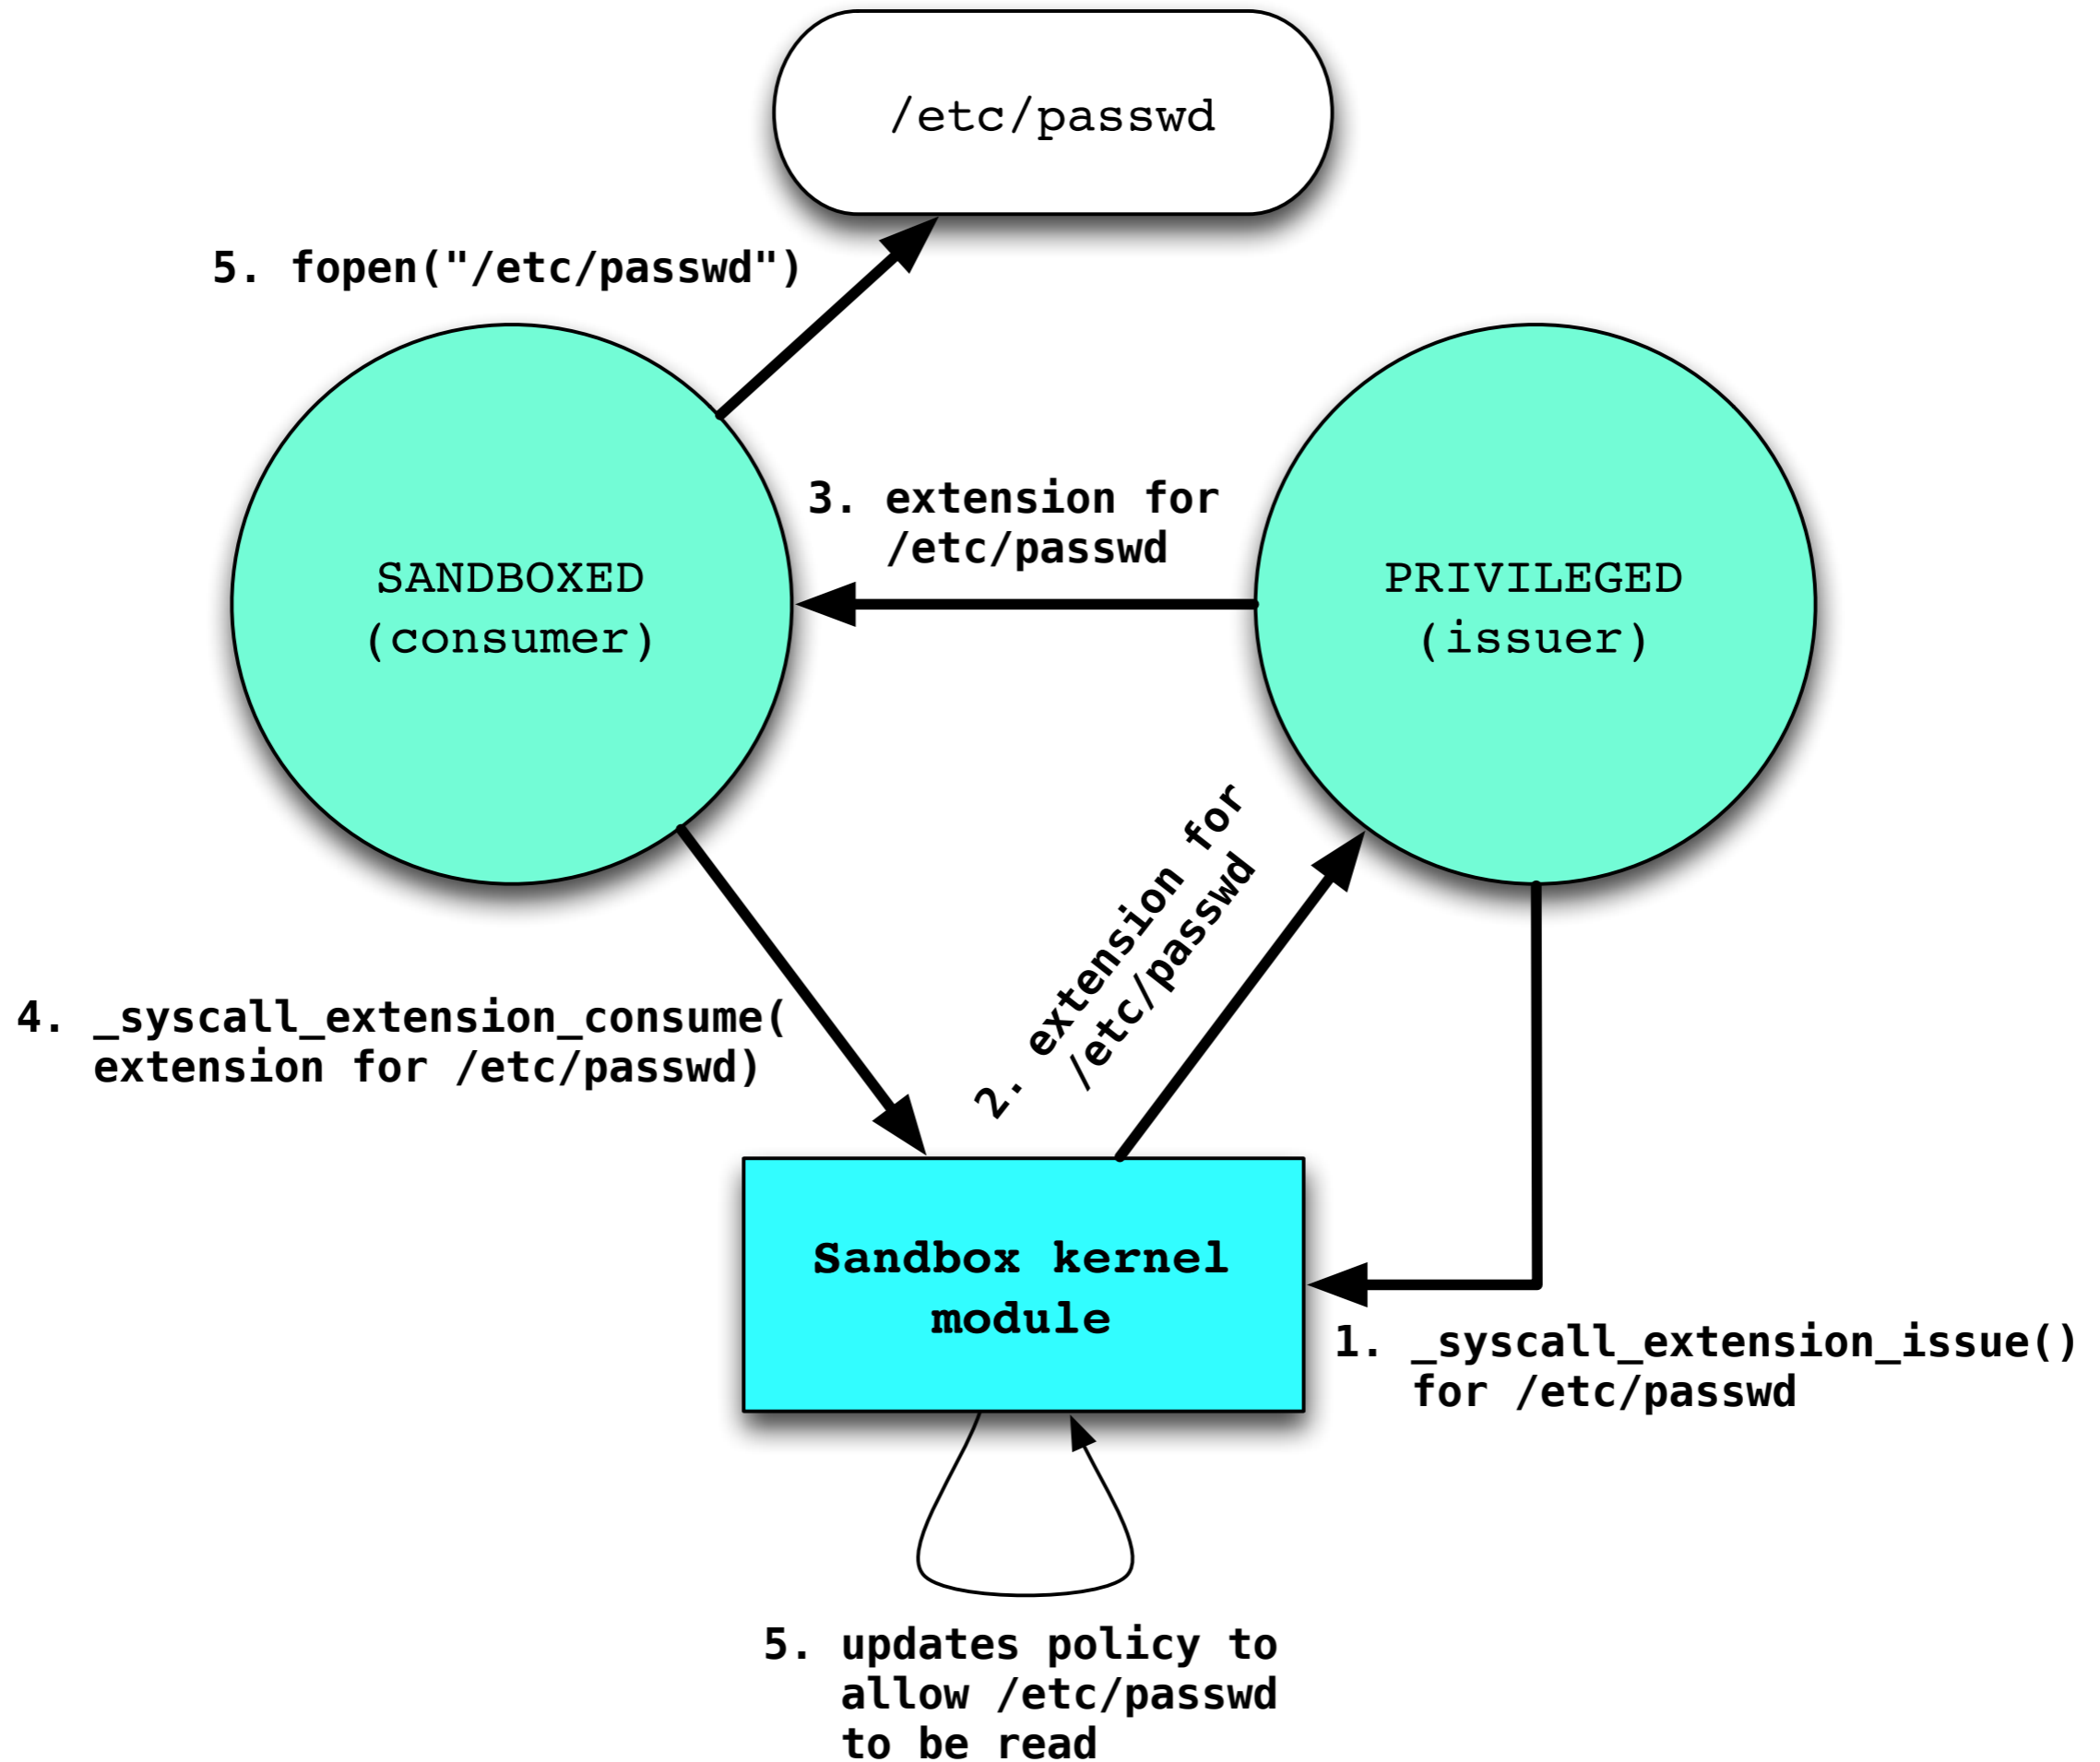 /etc/passwd
5. fopen("/etc/passwd")
3. extension for
/etc/passwd
SANDBOXED
(consumer)
PRIVILEGED
(issuer)
2. extension for
/etc/passwd
4. _syscall_extension_consume(
extension for /etc/passwd)
Sandbox kernel
module
1. _syscall_extension_issue()
for /etc/passwd
5. updates policy to
allow /etc/passwd
to be read